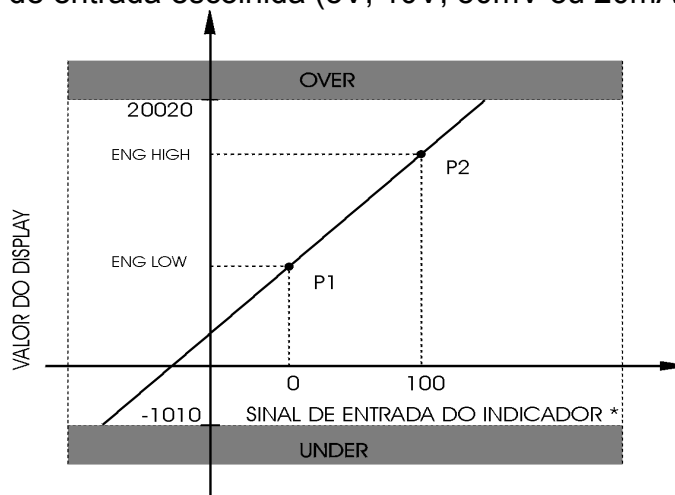 OVER
20020
ENG HIGH
P2
VALOR DO DISPLAY
ENG LOW
P1
0 100
-1010 SINAL DE ENTRADA DO INDICADOR *
UNDER